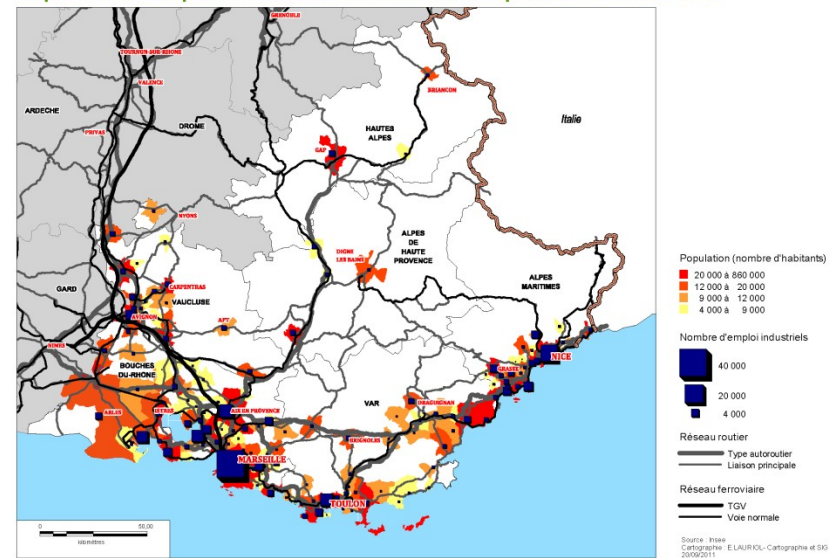 GRENOBLE
TOURNON-SUR-RHONE
VALENCE
BRIANCON
ARDECHE
DROME
Italie
PRIVAS
HAUTES
ALPES
GAP
NYONS
ALPES
DE
HAUTE
PROVENCE
DIGNE
LES BAINS
ALPES
MARITIMES
GARD
CARPENTRAS
VAUCLUSE
AVIGNON
APT
NIMES
NICE
GRASSE
BOUCHES
DU-RHONE
VAR
DRAGUIGNAN
ARLES
ISTRES
AIX EN PROVENCE
BRIGNOLES
MARSEILLE
TOULON
0 50,00
kilomètres
Population (nombre d'habitants)
20 000 à 860 000
12 000 à 20 000
9 000 à 12 000
4 000 à 9 000
Nombre d'emploi industriels
40 000
20 000
4 000
Réseau routier
Type autoroutier
Liaison principale
Réseau ferroviaire
TGV
Voie normale
Source : Insee
Cartographie : E.LAURIOL- Cartographie et SIG
20/09/2011